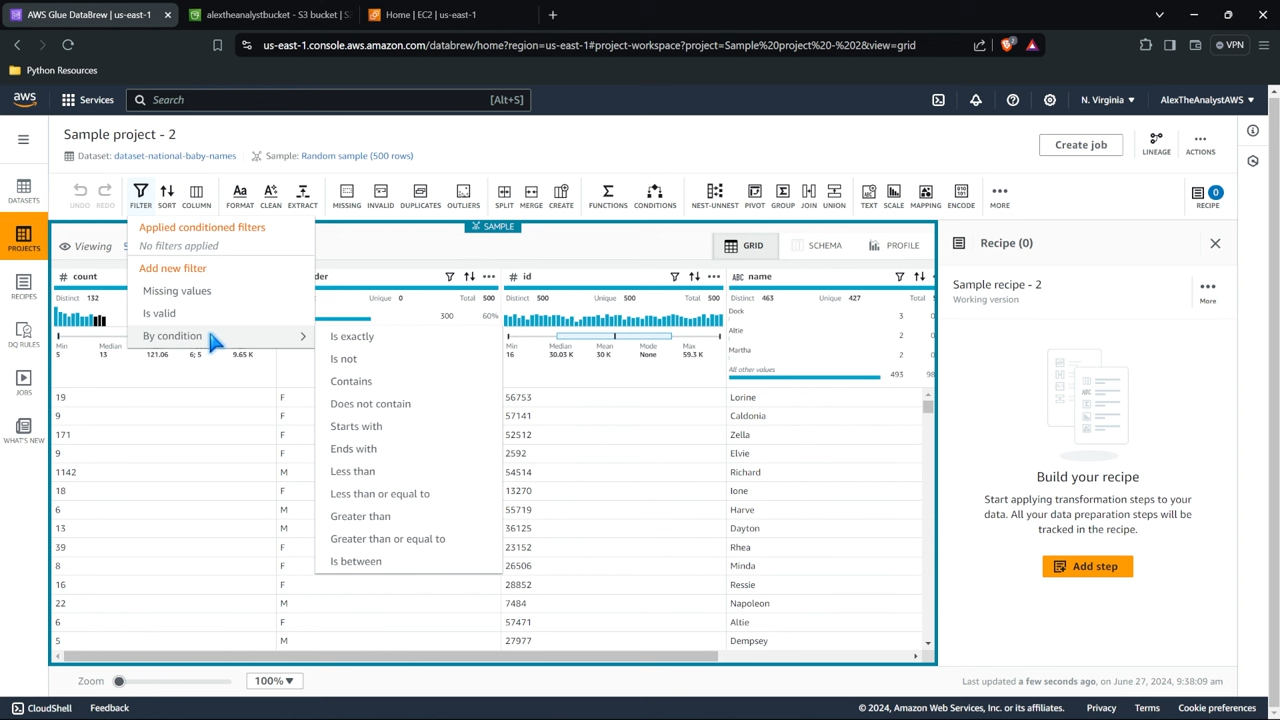 AWS Glue DataBrew | us-east-1
alextheanalystbucket - S3 bucket | S
Home | EC2 | us-east-1
us-east-1.console.aws.amazon.com/databrew/home?region=us-east-1#project-workspace?project=Sample%20project%20-%202&view=grid
VPN
Python Resources
aws
Services
Search
[Alt+S]
N. Virginia
AlexTheAnalystAWS
Sample project - 2
Dataset: dataset-national-baby-names
Sample: Random sample (500 rows)
Create job
LINEAGE
ACTIONS
DATASETS
PROJECTS
RECIPES
DQ RULES
JOBS
WHAT'S NEW
UNDO REDO FILTER SORT COLUMN FORMAT CLEAN EXTRACT MISSING INVALID DUPLICATES OUTLIERS SPLIT MERGE CREATE FUNCTIONS CONDITIONS NEST-UNNEST PIVOT GROUP JOIN UNION TEXT SCALE MAPPING ENCODE MORE
RECIPE 0
SAMPLE
Viewing
GRID
SCHEMA
PROFILE
Applied conditioned filters
No filters applied
Add new filter
Missing values
Is valid
By condition
Is exactly
Is not
Contains
Does not contain
Starts with
Ends with
Less than
Less than or equal to
Greater than
Greater than or equal to
Is between
# count
der
# id
ABC name
Distinct 132
Unique 0 Total 500
Distinct 500 Unique 500 Total 500
Distinct 463 Unique 427 Total
300 60%
Dock 3
Altie 2
Martha 2
All other values 493 98
Min Median
5 13 121.06 6; 5 9.65 K
Min Median Mean Mode Max
16 30.03 K 30 K None 59.3 K
19 F 56753 Lorine
9 F 57141 Caldonia
171 F 52512 Zella
9 F 2592 Elvie
1142 M 54514 Richard
18 F 13270 Ione
6 M 55719 Harve
13 M 36125 Dayton
39 F 23152 Rhea
8 F 26506 Minda
16 F 28852 Ressie
22 M 7484 Napoleon
6 F 57471 Altie
5 M 27977 Dempsey
Zoom
100%
Recipe (0)
Sample recipe - 2
Working version
More
Build your recipe
Start applying transformation steps to your
data. All your data preparation steps will be
tracked in the recipe.
Add step
Last updated a few seconds ago, on June 27, 2024, 9:38:09 am
CloudShell
Feedback
© 2024, Amazon Web Services, Inc. or its affiliates.
Privacy
Terms
Cookie preferences